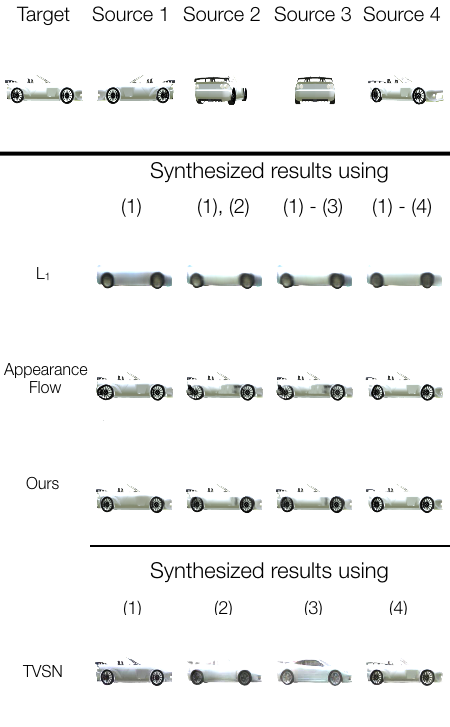 Target Source 1 Source 2 Source 3 Source 4
Synthesized results using
(1) (1), (2) (1) - (3) (1) - (4)
L₁
Appearance
Flow
Ours
Synthesized results using
(1) (2) (3) (4)
TVSN